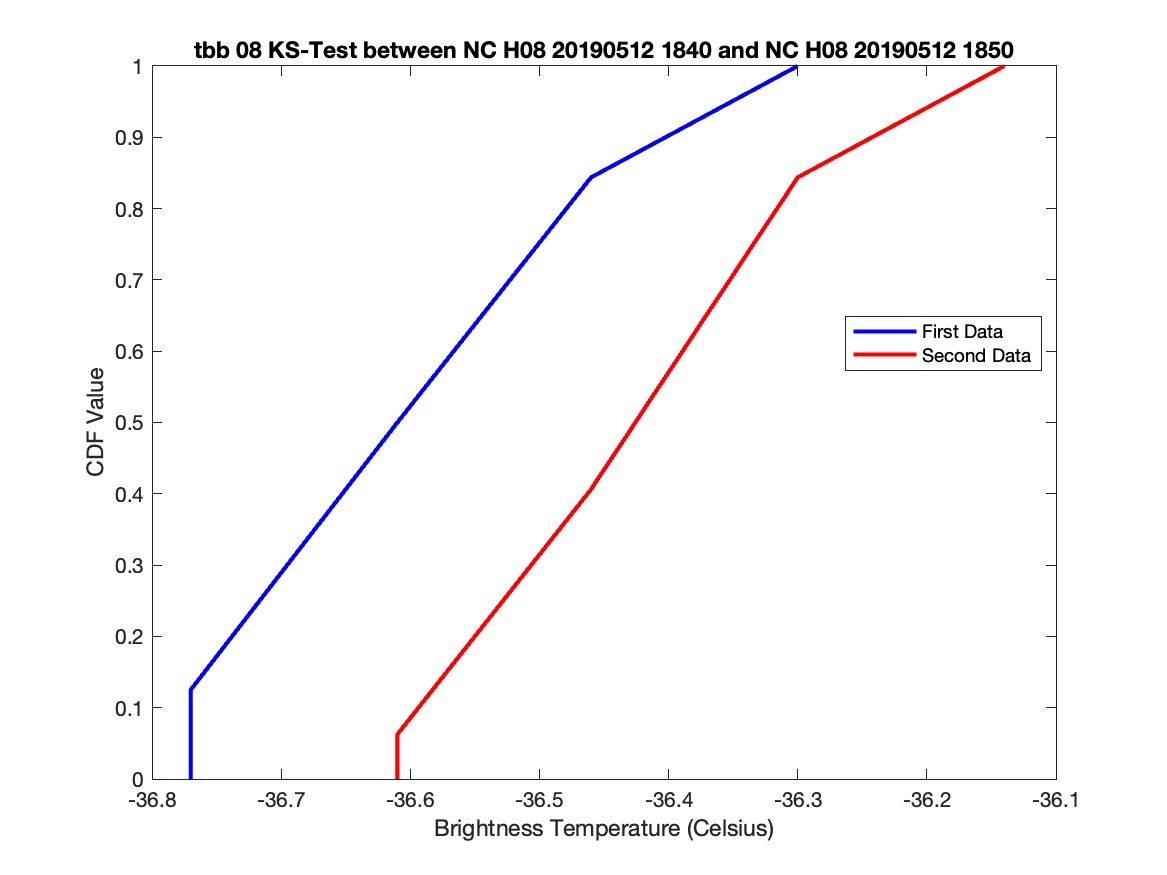 tbb 08 KS-Test between NC H08 20190512 1840 and NC H08 20190512 1850
1
0.9
0.8
0.7
0.6
0.5
0.4
0.3
0.2
0.1
0
CDF Value
First Data
Second Data
-36.8 -36.7 -36.6 -36.5 -36.4 -36.3 -36.2 -36.1
Brightness Temperature (Celsius)